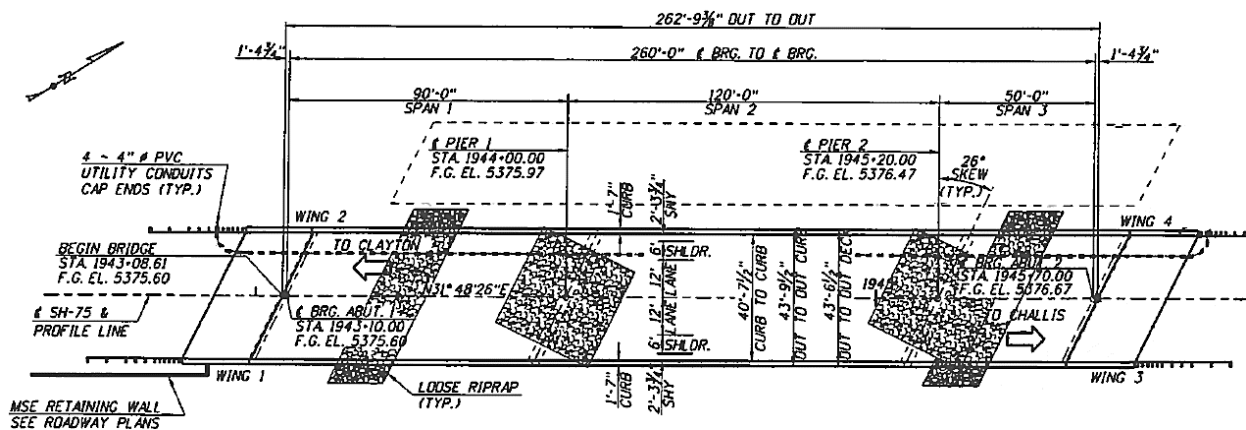 262'-9⅜" OUT TO OUT
1'-4¾"
260'-0" ₵ BRG. TO ₵ BRG.
1'-4¾"
90'-0"
SPAN 1
120'-0"
SPAN 2
50'-0"
SPAN 3
N
4 ~ 4" ø PVC
UTILITY CONDUITS
CAP ENDS (TYP.)
₵ PIER 1
STA. 1944+00.00
F.G. EL. 5375.97
₵ PIER 2
STA. 1945+20.00
F.G. EL. 5376.47
26°
SKEW
(TYP.)
1'-7"
CURB
2'-3¾"
SHY
WING 2
WING 4
TO CLAYTON
BEGIN BRIDGE
STA. 1943+08.61
F.G. EL. 5375.60
₵ SH-75 &
PROFILE LINE
N31°48'26"E
₵ BRG. ABUT. 1
STA. 1943+10.00
F.G. EL. 5375.60
6'
SHLDR.
12'
LANE
12'
LANE
6'
SHLDR.
40'-7½"
CURB TO CURB
43'-9½"
OUT TO OUT CURB
43'-6½"
OUT TO OUT DECK
₵ BRG. ABUT. 2
STA. 1945+70.00
F.G. EL. 5376.67
TO CHALLIS
WING 1
WING 3
LOOSE RIPRAP
(TYP.)
1'-7"
CURB
2'-3¾"
SHY
MSE RETAINING WALL
SEE ROADWAY PLANS